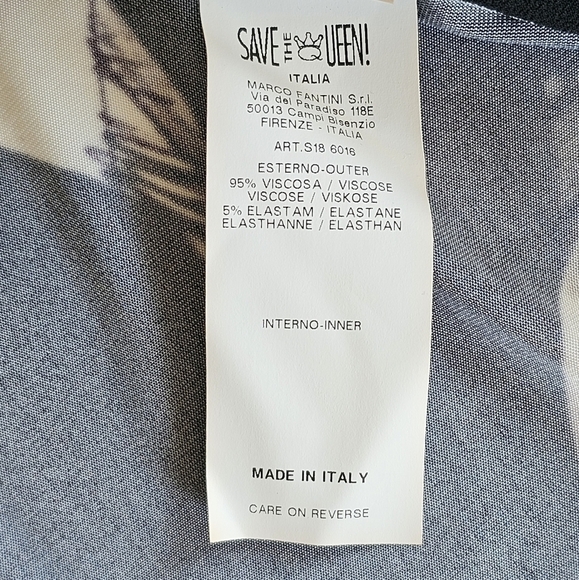 SAVE THE QUEEN!
ITALIA
MARCO FANTINI S.r.l.
Via del Paradiso 118E
50013 Campi Bisenzio
FIRENZE - ITALIA
ART.S18 6016
ESTERNO-OUTER
95% VISCOSA / VISCOSE
VISCOSE / VISKOSE
5% ELASTAM / ELASTANE
ELASTHANNE / ELASTHAN
INTERNO-INNER
MADE IN ITALY
CARE ON REVERSE